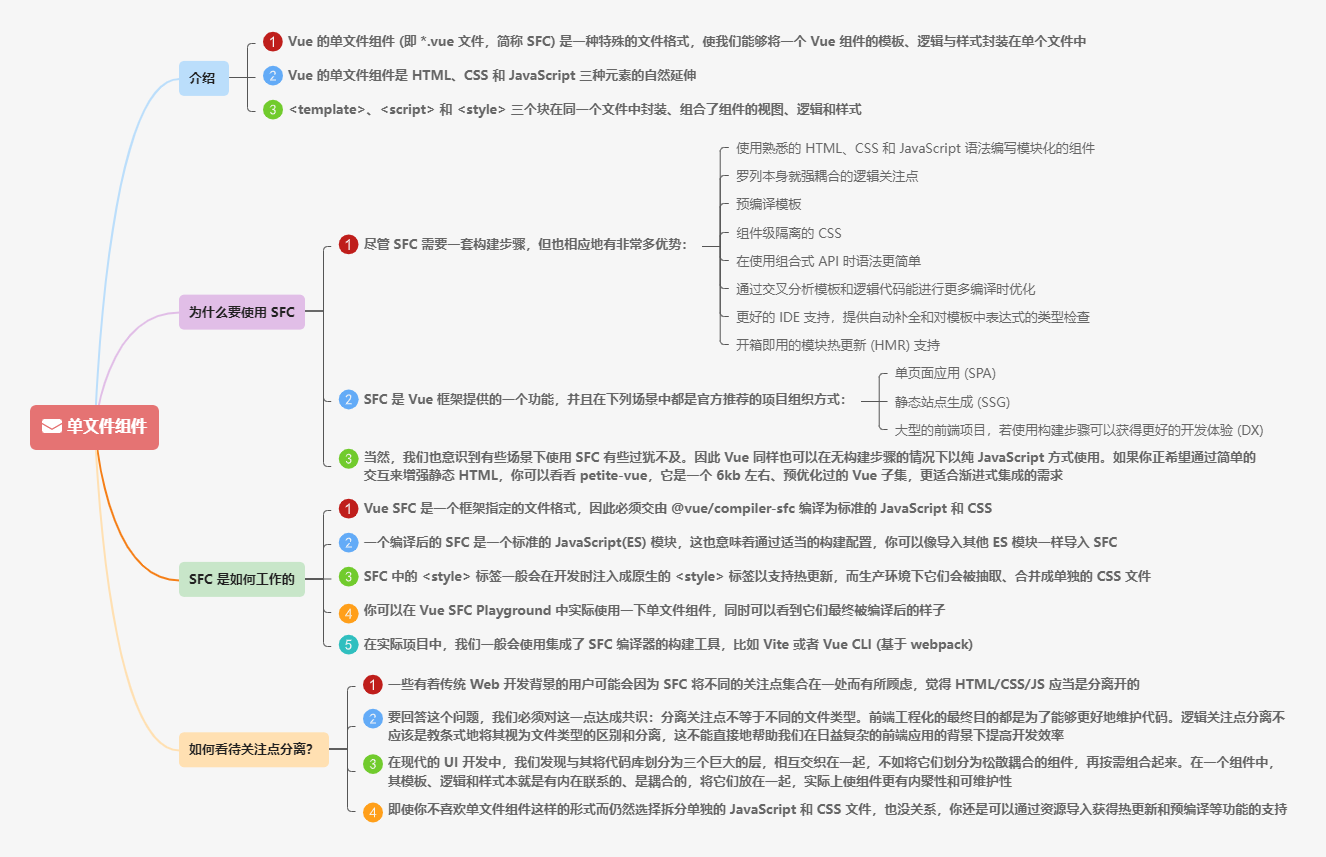 单文件组件
介绍
1 Vue 的单文件组件 (即 *.vue 文件，简称 SFC) 是一种特殊的文件格式，使我们能够将一个 Vue 组件的模板、逻辑与样式封装在单个文件中
2 Vue 的单文件组件是 HTML、CSS 和 JavaScript 三种元素的自然延伸
3 <template>、<script> 和 <style> 三个块在同一个文件中封装、组合了组件的视图、逻辑和样式
为什么要使用 SFC
1 尽管 SFC 需要一套构建步骤，但也相应地有非常多优势：
使用熟悉的 HTML、CSS 和 JavaScript 语法编写模块化的组件
罗列本身就强耦合的逻辑关注点
预编译模板
组件级隔离的 CSS
在使用组合式 API 时语法更简单
通过交叉分析模板和逻辑代码能进行更多编译时优化
更好的 IDE 支持，提供自动补全和对模板中表达式的类型检查
开箱即用的模块热更新 (HMR) 支持
2 SFC 是 Vue 框架提供的一个功能，并且在下列场景中都是官方推荐的项目组织方式：
单页面应用 (SPA)
静态站点生成 (SSG)
大型的前端项目，若使用构建步骤可以获得更好的开发体验 (DX)
3 当然，我们也意识到有些场景下使用 SFC 有些过犹不及。因此 Vue 同样也可以在无构建步骤的情况下以纯 JavaScript 方式使用。如果你正希望通过简单的
交互来增强静态 HTML，你可以看看 petite-vue，它是一个 6kb 左右、预优化过的 Vue 子集，更适合渐进式集成的需求
SFC 是如何工作的
1 Vue SFC 是一个框架指定的文件格式，因此必须交由 @vue/compiler-sfc 编译为标准的 JavaScript 和 CSS
2 一个编译后的 SFC 是一个标准的 JavaScript(ES) 模块，这也意味着通过适当的构建配置，你可以像导入其他 ES 模块一样导入 SFC
3 SFC 中的 <style> 标签一般会在开发时注入成原生的 <style> 标签以支持热更新，而生产环境下它们会被抽取、合并成单独的 CSS 文件
4 你可以在 Vue SFC Playground 中实际使用一下单文件组件，同时可以看到它们最终被编译后的样子
5 在实际项目中，我们一般会使用集成了 SFC 编译器的构建工具，比如 Vite 或者 Vue CLI (基于 webpack)
如何看待关注点分离？
1 一些有着传统 Web 开发背景的用户可能会因为 SFC 将不同的关注点集合在一处而有所顾虑，觉得 HTML/CSS/JS 应当是分离开的
2 要回答这个问题，我们必须对这一点达成共识：分离关注点不等于不同的文件类型。前端工程化的最终目的都是为了能够更好地维护代码。逻辑关注点分离不
应该是教条式地将其视为文件类型的区别和分离，这不能直接地帮助我们在日益复杂的前端应用的背景下提高开发效率
3 在现代的 UI 开发中，我们发现与其将代码库划分为三个巨大的层，相互交织在一起，不如将它们划分为松散耦合的组件，再按需组合起来。在一个组件中，
其模板、逻辑和样式本就是有内在联系的、是耦合的，将它们放在一起，实际上使组件更有内聚性和可维护性
4 即使你不喜欢单文件组件这样的形式而仍然选择拆分单独的 JavaScript 和 CSS 文件，也没关系，你还是可以通过资源导入获得热更新和预编译等功能的支持